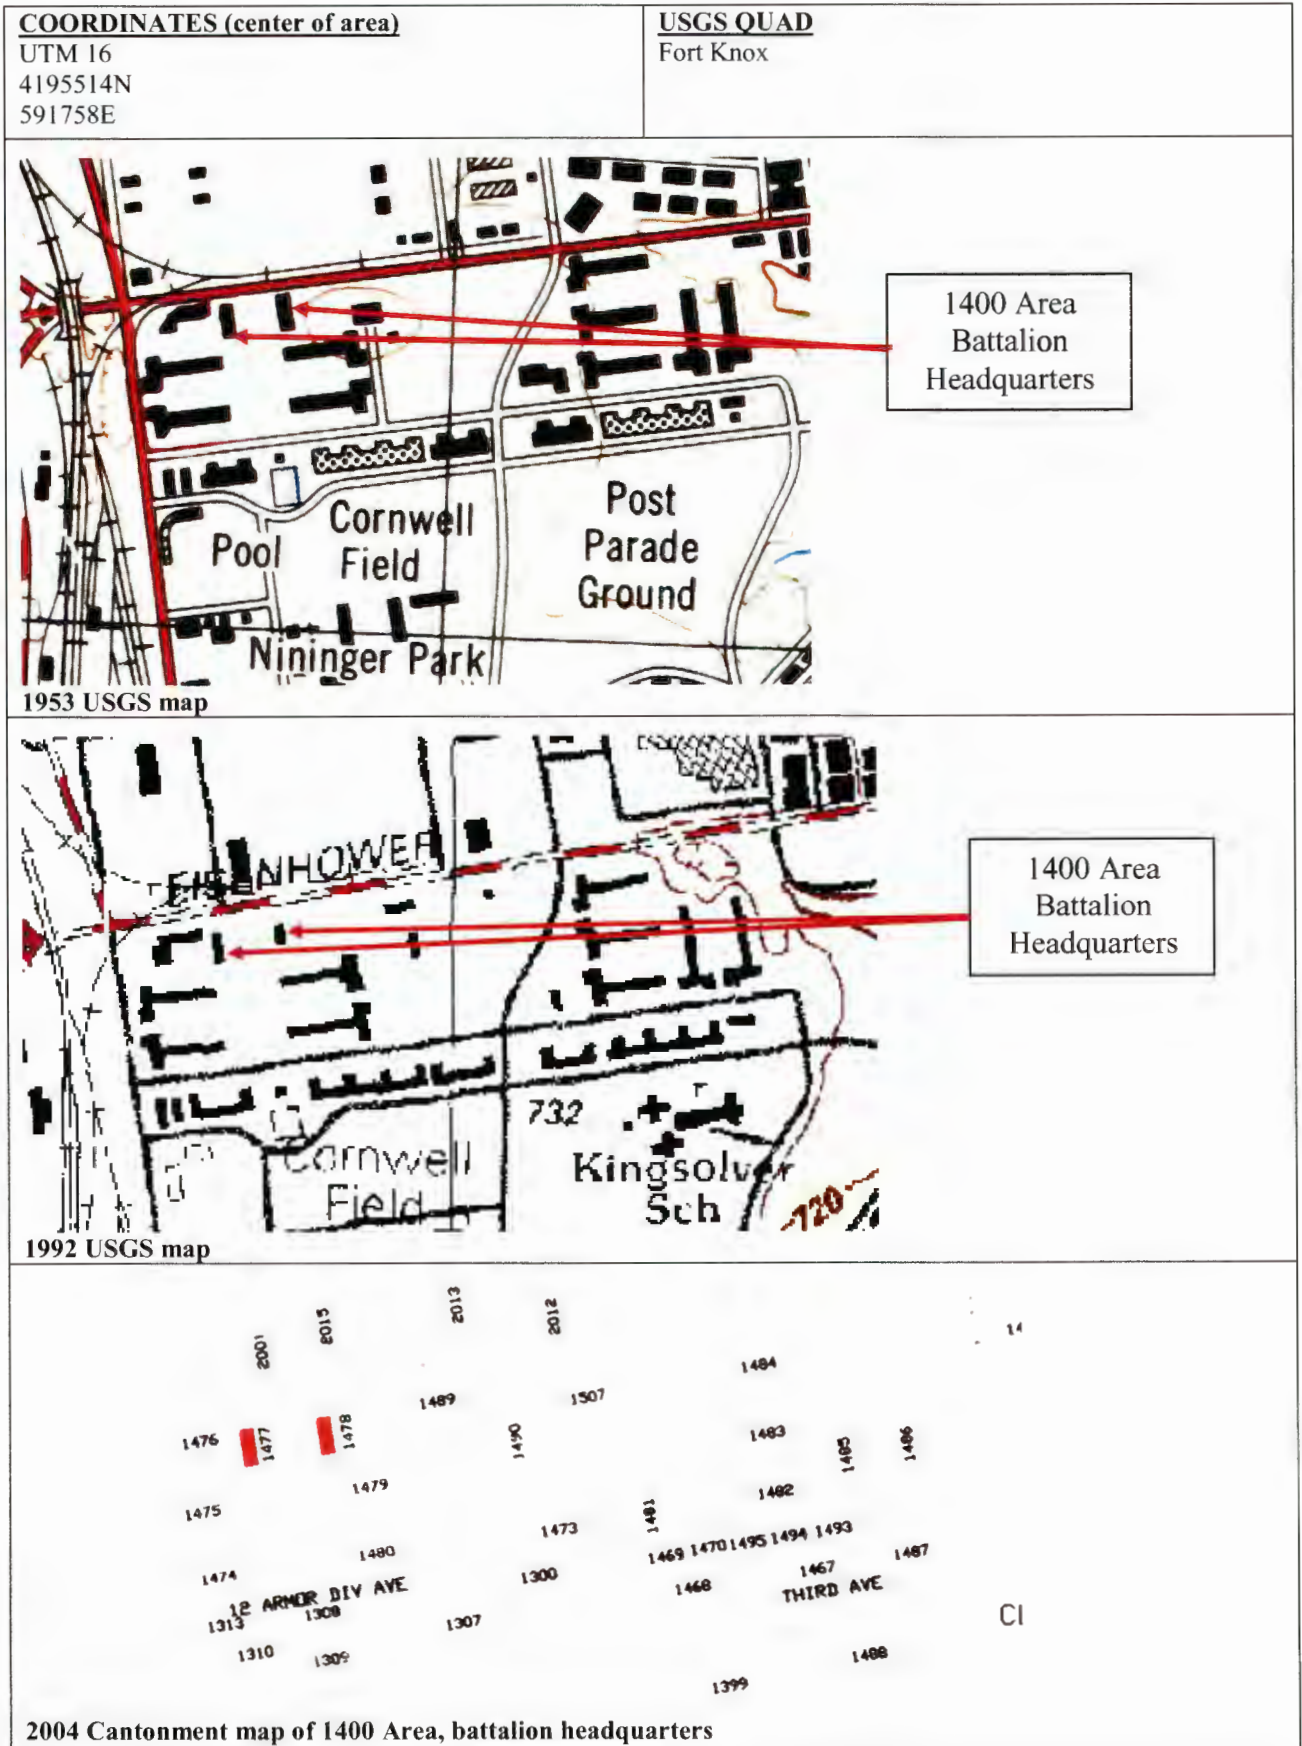 COORDINATES (center of area)
UTM 16
4195514N
591758E
USGS QUAD
Fort Knox
1400 Area
Battalion
Headquarters
Pool
Cornwell
Field
Post
Parade
Ground
Nininger Park
1953 USGS map
EISENHOWER
1400 Area
Battalion
Headquarters
732
Cornwell
Field
Kingsolver
Sch
720
1992 USGS map
2001
2015
2013
2012
14
1484
1489
1507
1476
1477
1478
1490
1483
1485
1486
1479
1475
1482
1481
1473
1480
1469 1470 1495 1494 1493
1474
1300
1467
1487
12 ARMOR DIV AVE
1468
THIRD AVE
1313
1308
1307
CI
1310
1309
1488
1399
2004 Cantonment map of 1400 Area, battalion headquarters